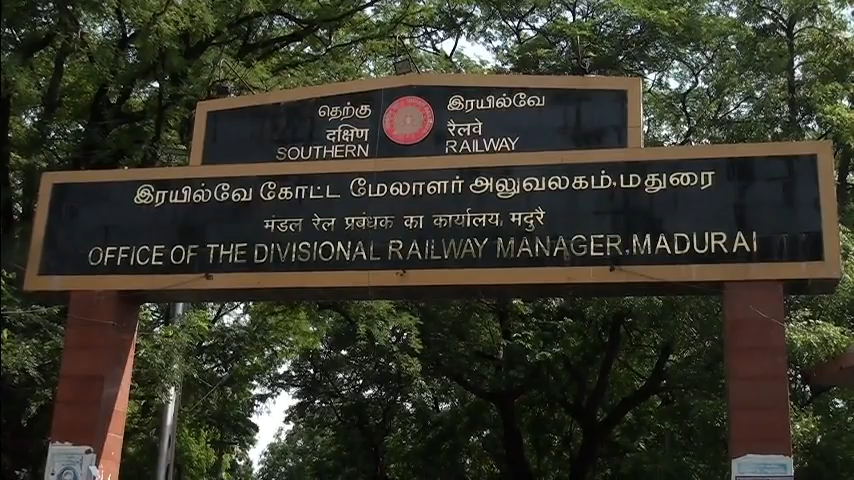 தெற்கு இரயில்வே
दक्षिण रेलवे
SOUTHERN RAILWAY
இரயில்வே கோட்ட மேலாளர் அலுவலகம்,மதுரை
मंडल रेल प्रबंधक का कार्यालय, मदुरै
OFFICE OF THE DIVISIONAL RAILWAY MANAGER,MADURAI